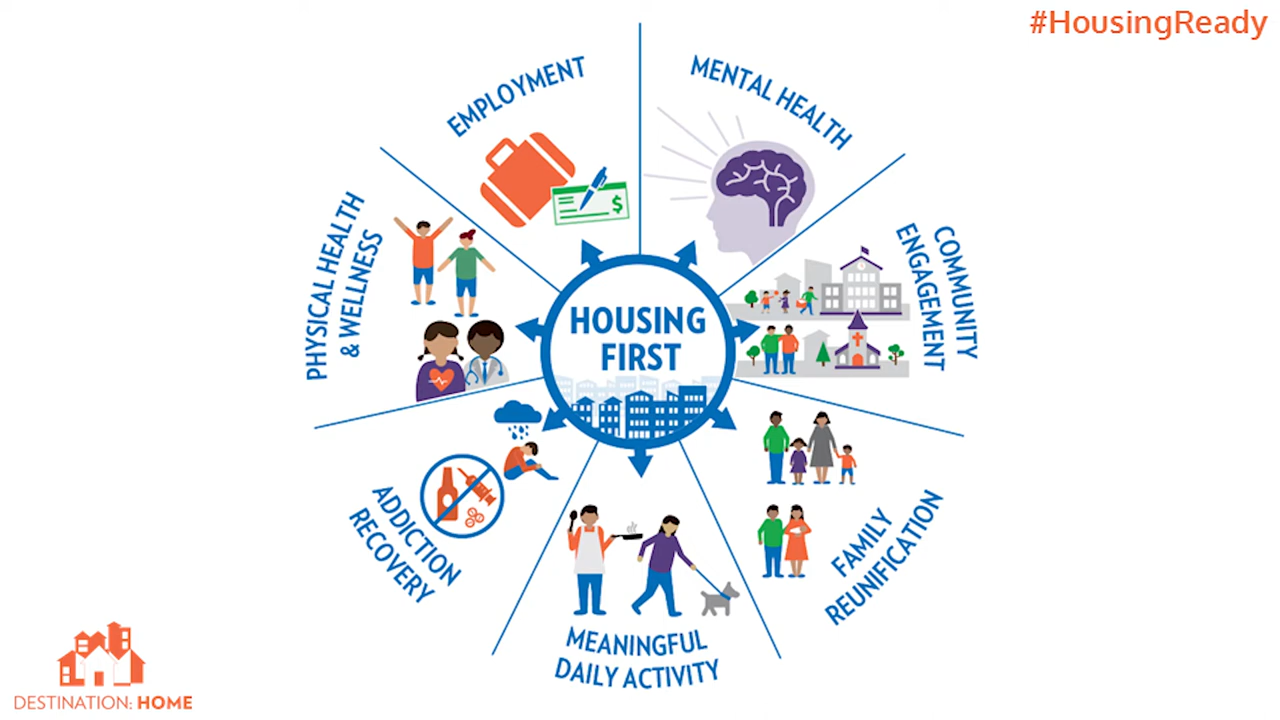 #HousingReady
EMPLOYMENT
MENTAL HEALTH
PHYSICAL HEALTH
& WELLNESS
COMMUNITY
ENGAGEMENT
$
HOUSING
FIRST
ADDICTION
RECOVERY
FAMILY
REUNIFICATION
MEANINGFUL
DAILY ACTIVITY
DESTINATION: HOME